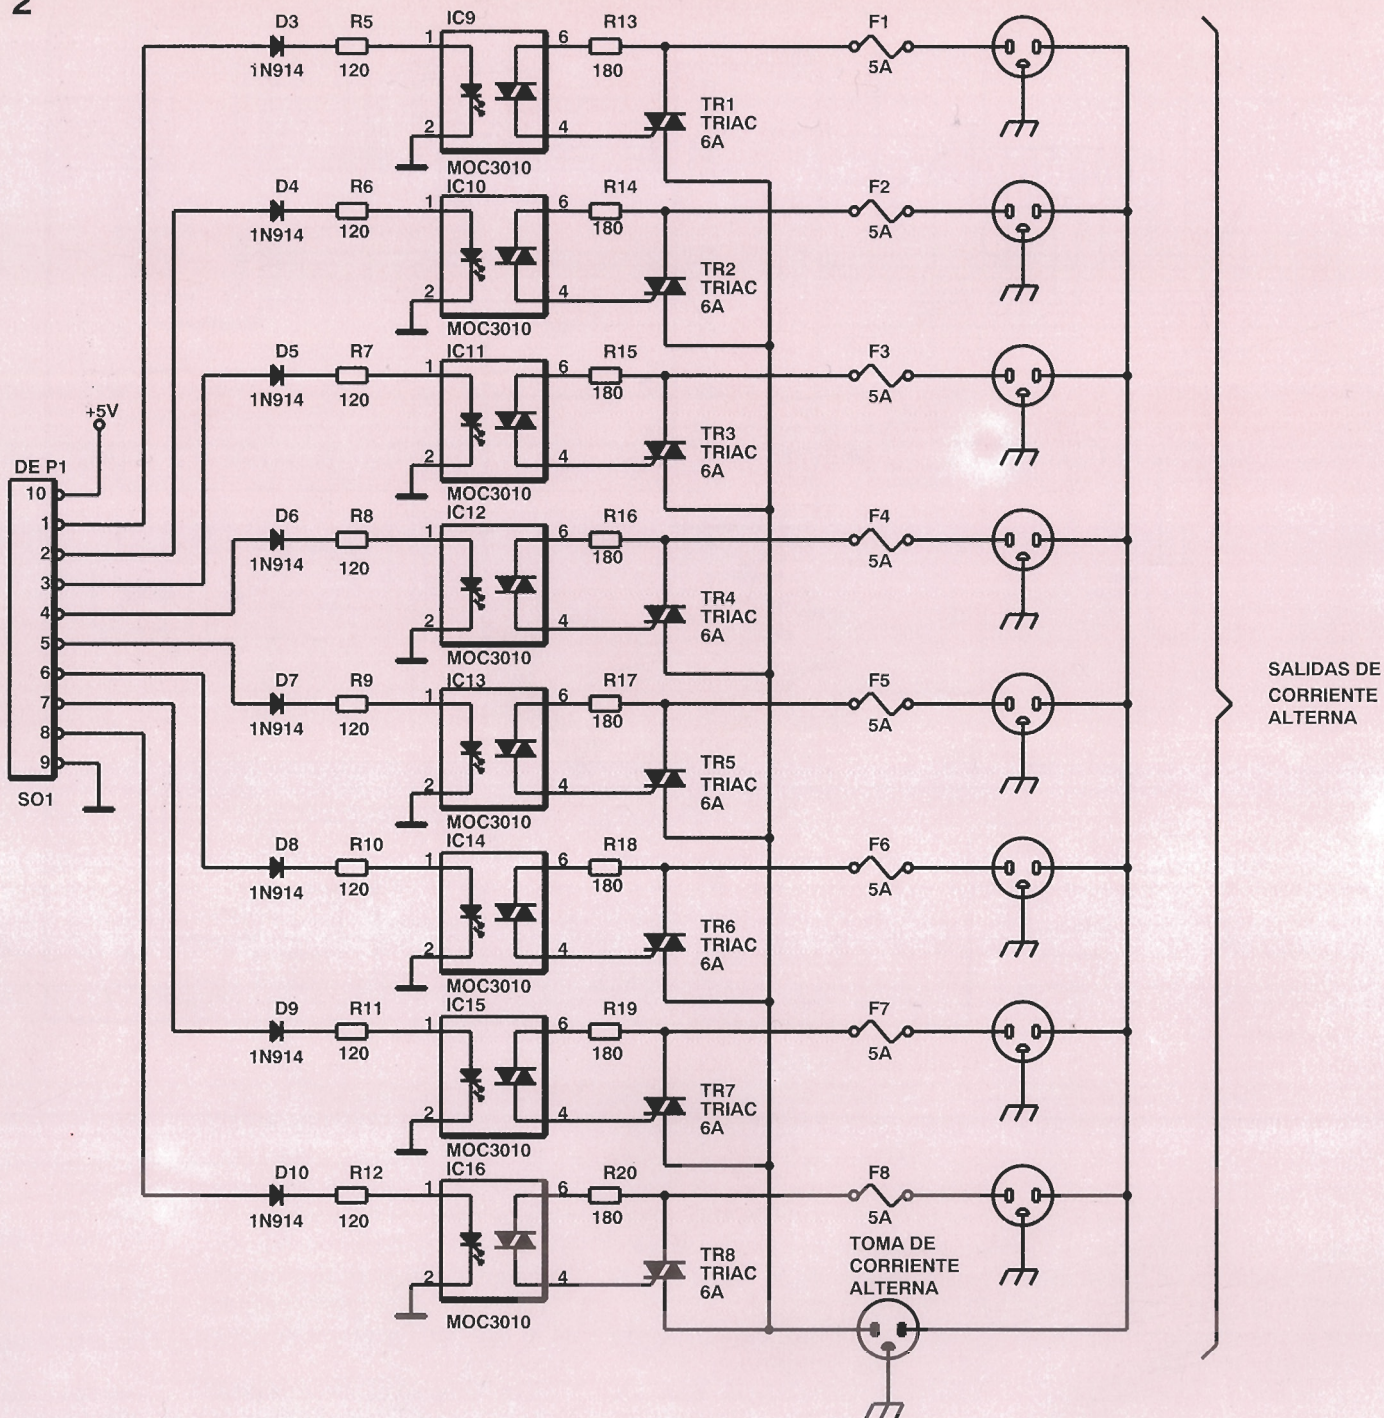 2
D3 R5 IC9 R13 F1
1 6
1N914 120 180 5A
TR1
TRIAC
6A
2 4
MOC3010
D4 R6 IC10 R14 F2
1 6
1N914 120 180 5A
TR2
TRIAC
6A
2 4
MOC3010
D5 R7 IC11 R15 F3
1 6
1N914 120 180 5A
TR3
TRIAC
6A
2 4
MOC3010
+5V
DE P1
10
1
2
3
4
5
6
7
8
9
SO1
D6 R8 IC12 R16 F4
1 6
1N914 120 180 5A
TR4
TRIAC
6A
2 4
MOC3010
D7 R9 IC13 R17 F5
1 6
1N914 120 180 5A
TR5
TRIAC
6A
2 4
MOC3010
SALIDAS DE
CORRIENTE
ALTERNA
D8 R10 IC14 R18 F6
1 6
1N914 120 180 5A
TR6
TRIAC
6A
2 4
MOC3010
D9 R11 IC15 R19 F7
1 6
1N914 120 180 5A
TR7
TRIAC
6A
2 4
MOC3010
D10 R12 IC16 R20 F8
1 6
1N914 120 180 5A
TR8
TRIAC
6A
2 4
MOC3010
TOMA DE
CORRIENTE
ALTERNA